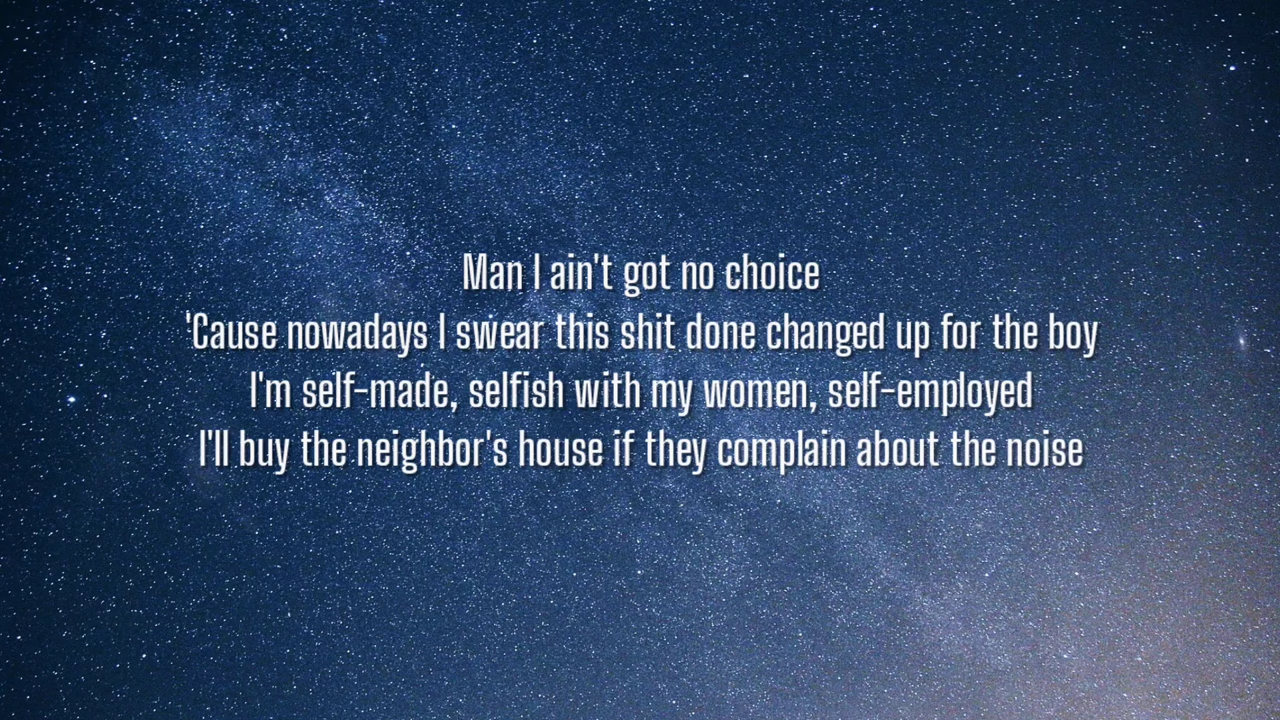 Man I ain't got no choice
'Cause nowadays I swear this shit done changed up for the boy
I'm self-made, selfish with my women, self-employed
I'll buy the neighbor's house if they complain about the noise